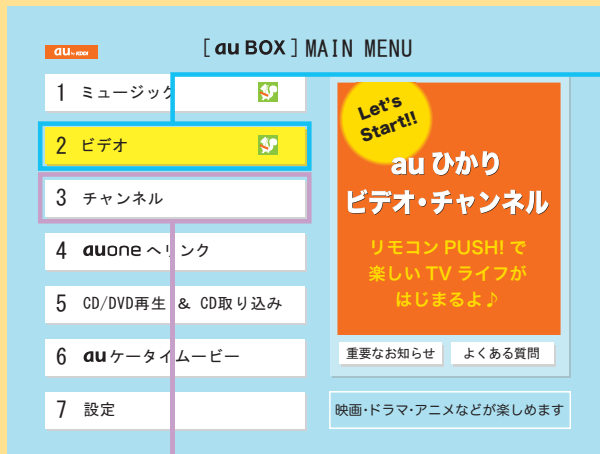 au by KDDI
[ au BOX ] MAIN MENU
1 ミュージック
2 ビデオ
3 チャンネル
4 auone へリンク
5 CD/DVD再生 & CD取り込み
6 au ケータイムービー
7 設定
Let's
Start!!
au ひかり
ビデオ・チャンネル
リモコン PUSH! で
楽しい TV ライフが
はじまるよ♪
重要なお知らせ
よくある質問
映画・ドラマ・アニメなどが楽しめます